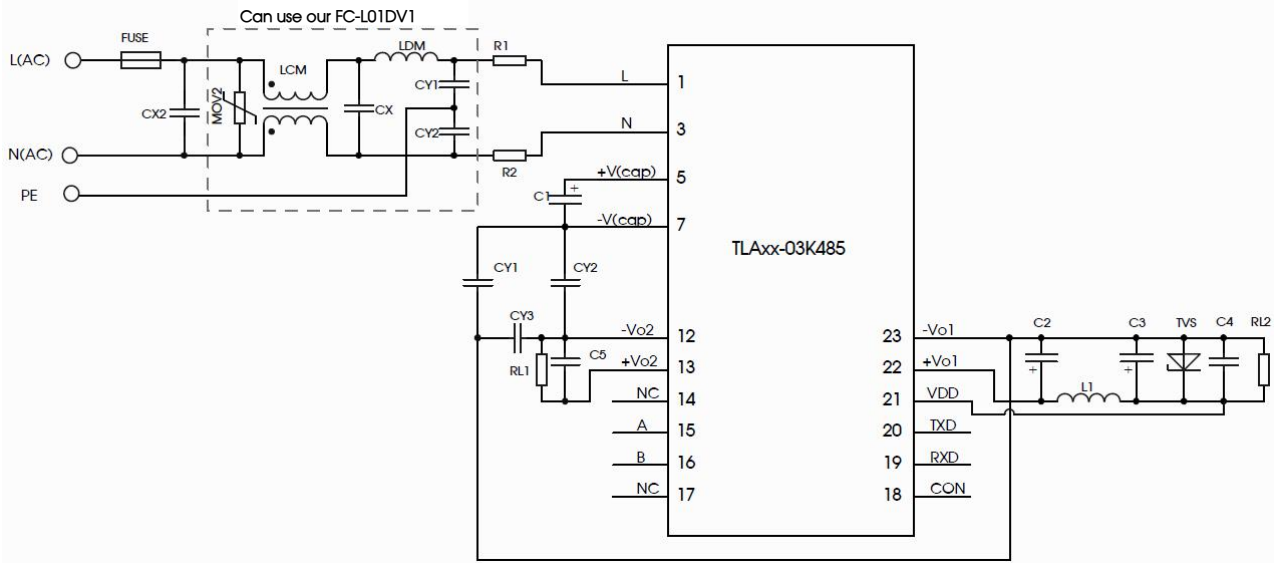 Can use our FC-L01DV1
FUSE
L(AC)
N(AC)
PE
CX2
MOV2
LCM
CX
LDM
CY1
CY2
R1
R2
L
N
+V(cap)
C1
+
-V(cap)
CY1
CY2
CY3
-Vo2
RL1
C5
+Vo2
NC
A
B
NC
1
3
5
7
12
13
14
15
16
17
TLAxx-03K485
23
22
21
20
19
18
-Vo1
+Vo1
VDD
TXD
RXD
CON
C2
+
L1
C3
+
TVS
C4
RL2